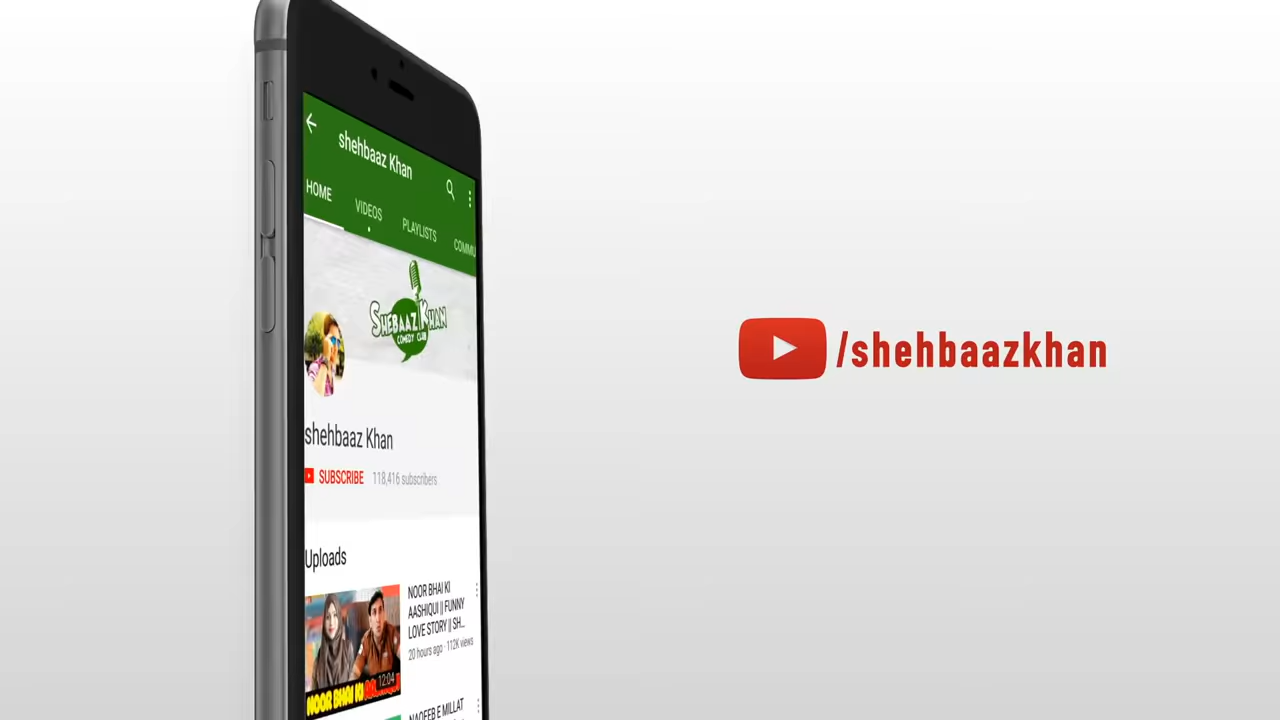 shehbaaz Khan
HOME
VIDEOS
PLAYLISTS
COMMU
SHEBAAZ KHAN
COMEDY CLUB
shehbaaz Khan
SUBSCRIBE 118,416 subscribers
Uploads
NOOR BHAI KI
AASHIQUI || FUNNY
LOVE STORY || SH...
20 hours ago · 112K views
12:04
NOOR BHAI KI
NAQEEB E MILLAT
/shehbaazkhan